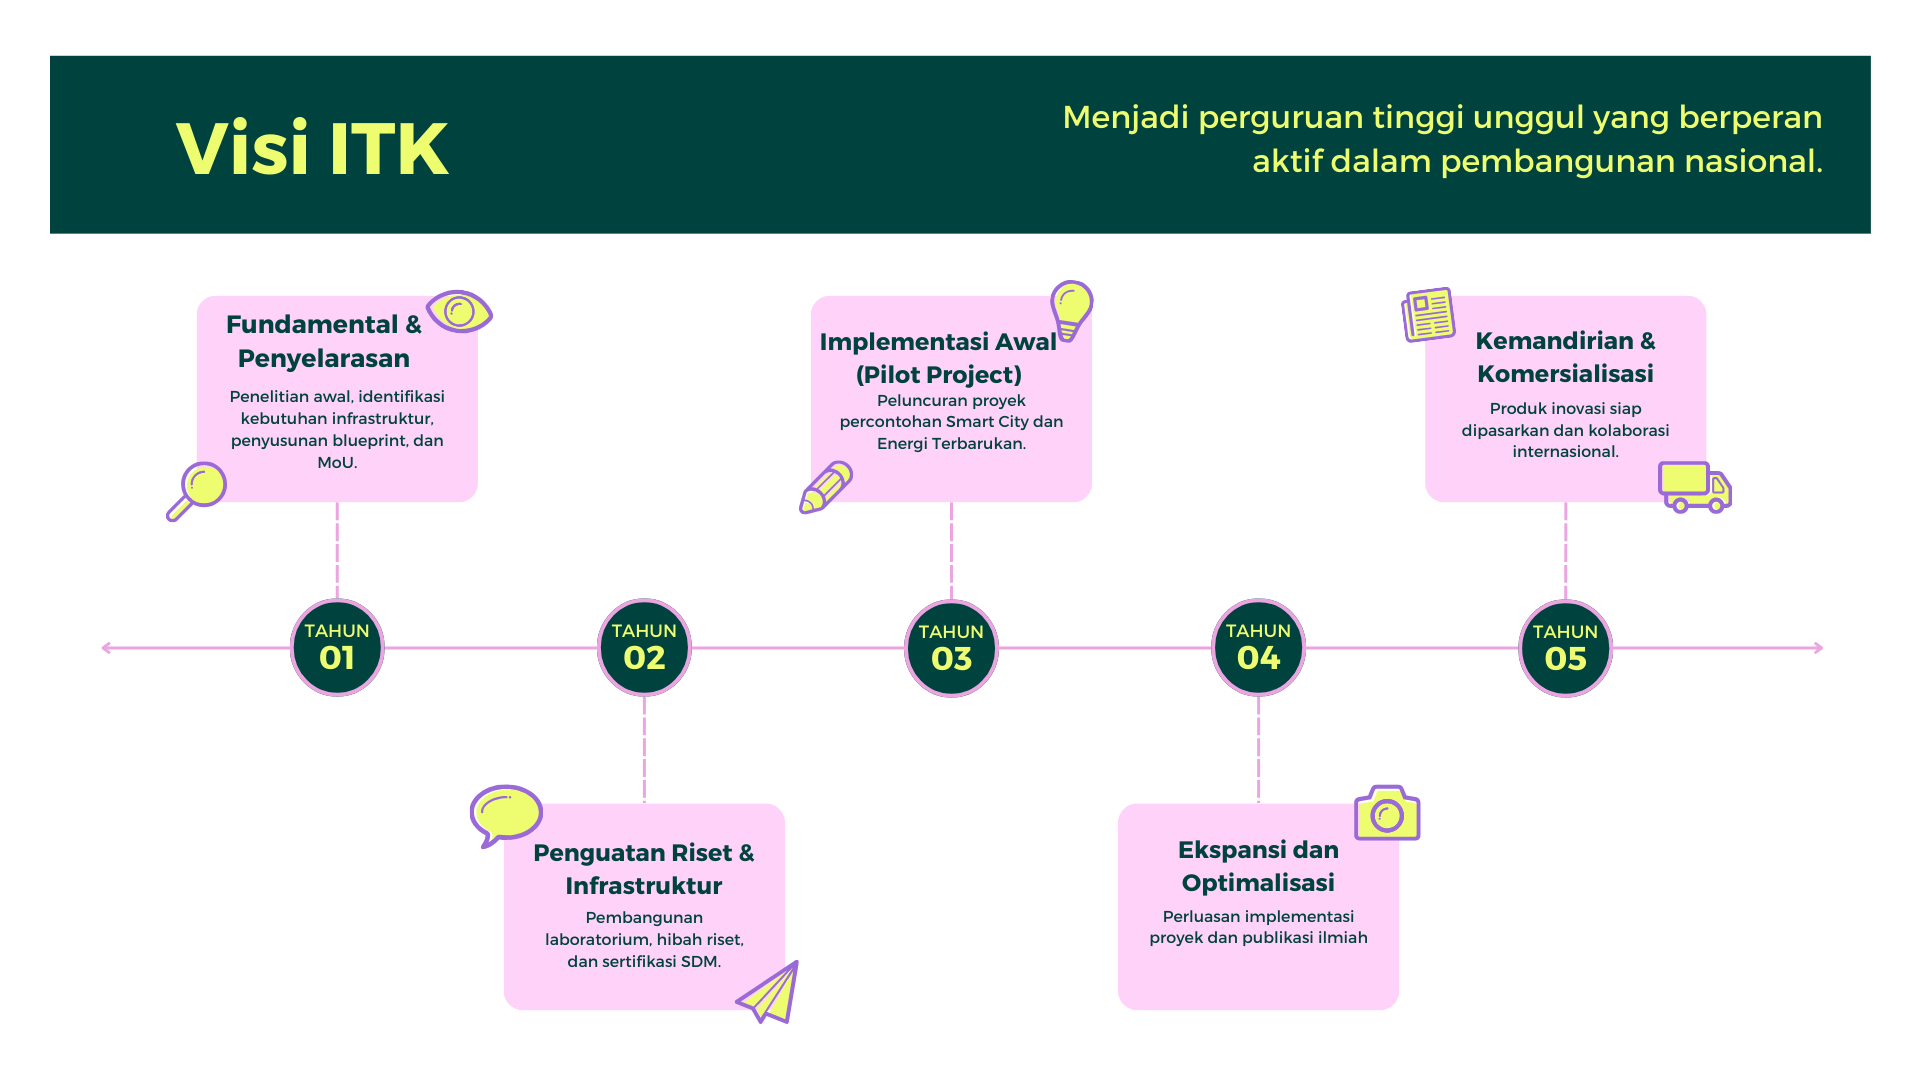 Visi ITK
Menjadi perguruan tinggi unggul yang berperan
aktif dalam pembangunan nasional.
Fundamental &
Penyelarasan
Penelitian awal, identifikasi
kebutuhan infrastruktur,
penyusunan blueprint, dan
MoU.
Implementasi Awal
(Pilot Project)
Peluncuran proyek
percontohan Smart City dan
Energi Terbarukan.
Kemandirian &
Komersialisasi
Produk inovasi siap
dipasarkan dan kolaborasi
internasional.
TAHUN
01
TAHUN
02
TAHUN
03
TAHUN
04
TAHUN
05
Penguatan Riset &
Infrastruktur
Pembangunan
laboratorium, hibah riset,
dan sertifikasi SDM.
Ekspansi dan
Optimalisasi
Perluasan implementasi
proyek dan publikasi ilmiah